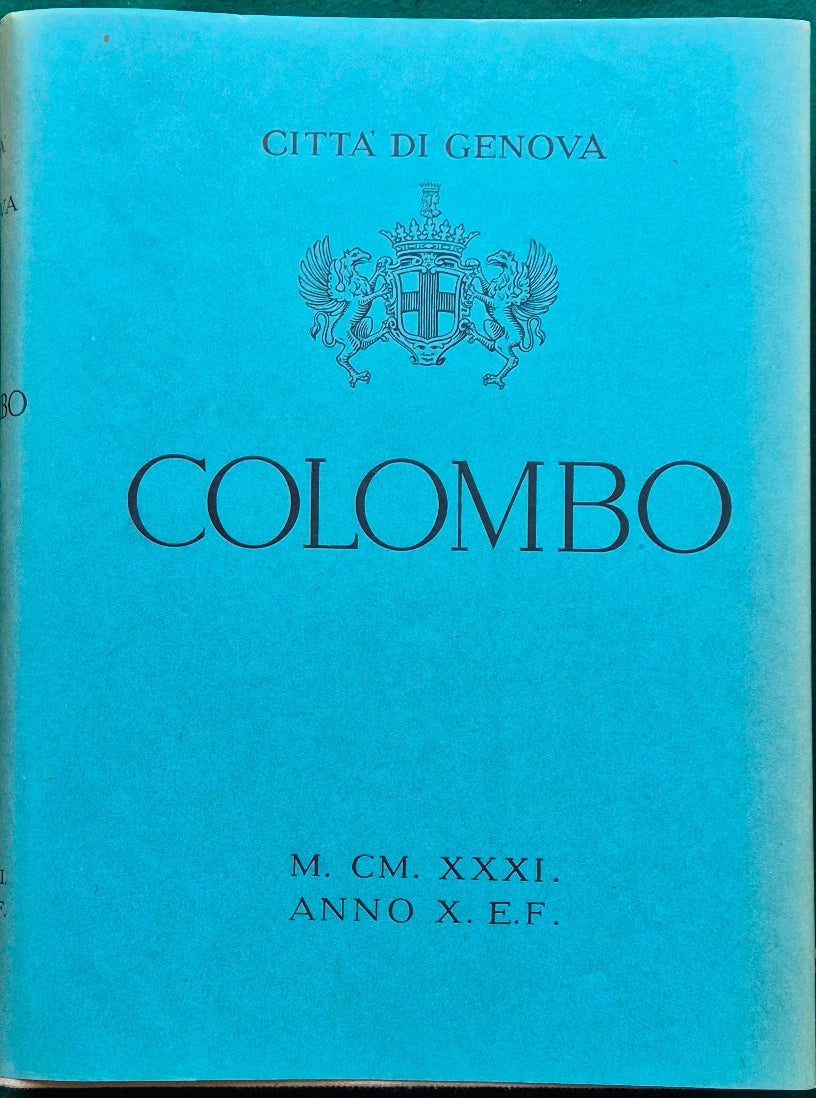 CITTA' DI GENOVA
COLOMBO
M. CM. XXXI.
ANNO X. E.F.